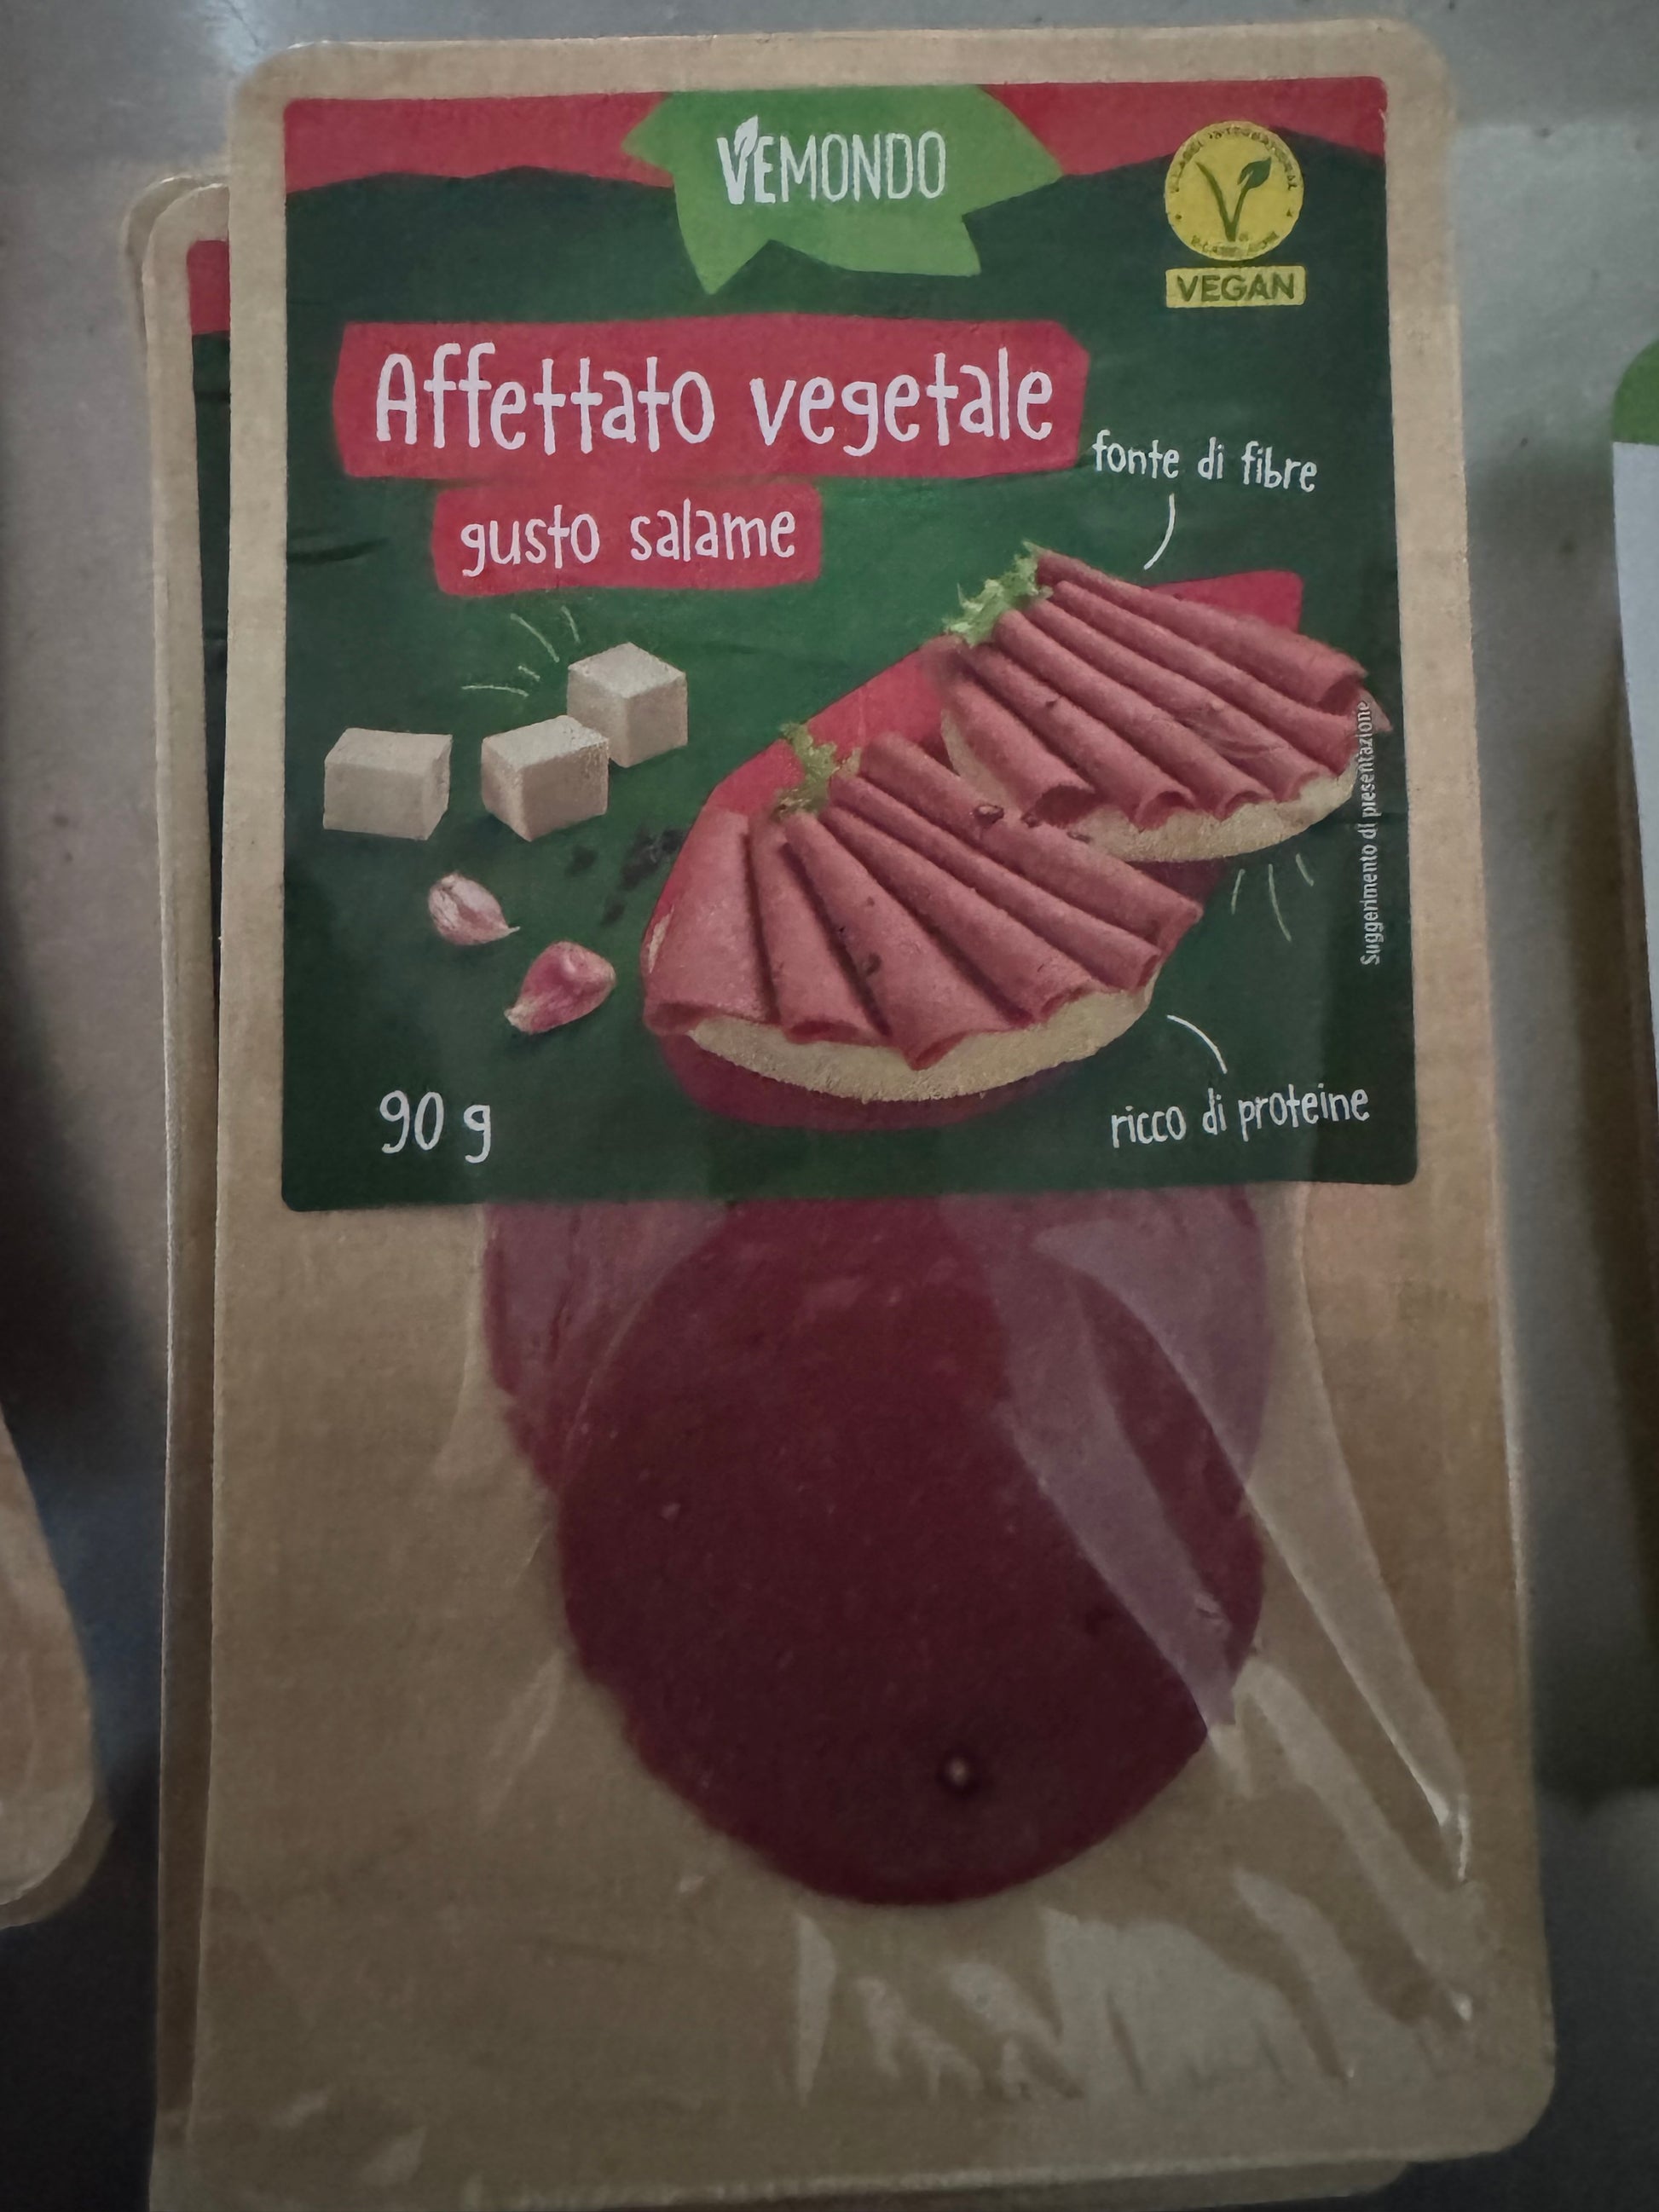 VEMONDO
VEGAN
Affettato vegetale
fonte di fibre
gusto salame
Suggerimento di presentazione
90 g
ricco di proteine